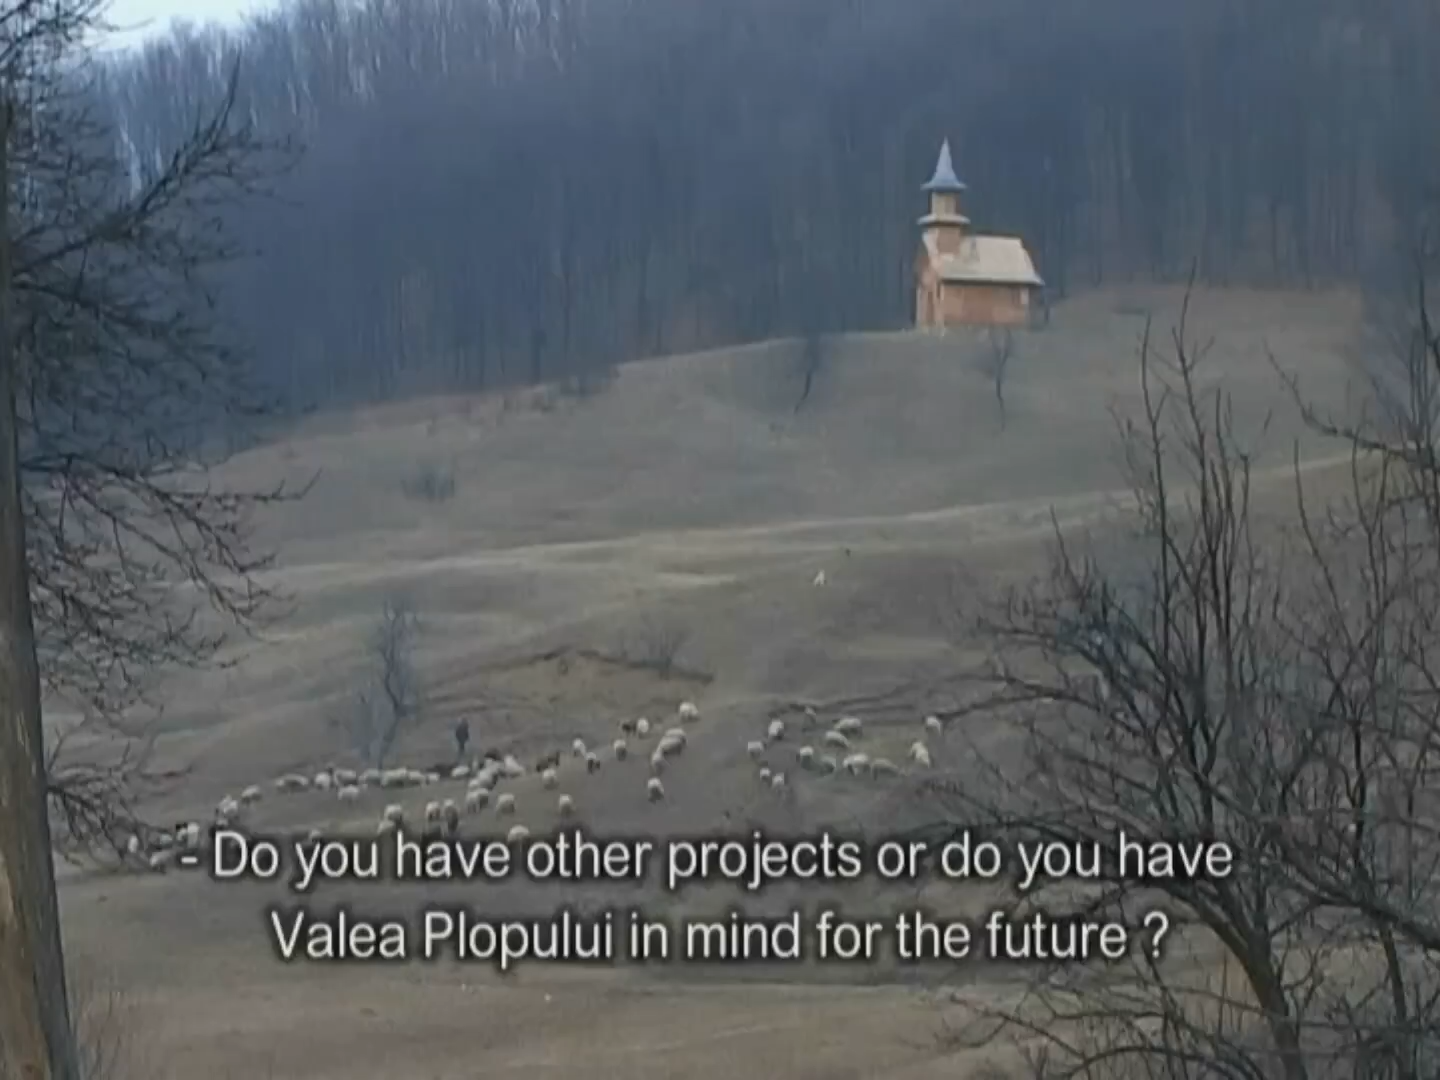 - Do you have other projects or do you have
Valea Plopului in mind for the future ?